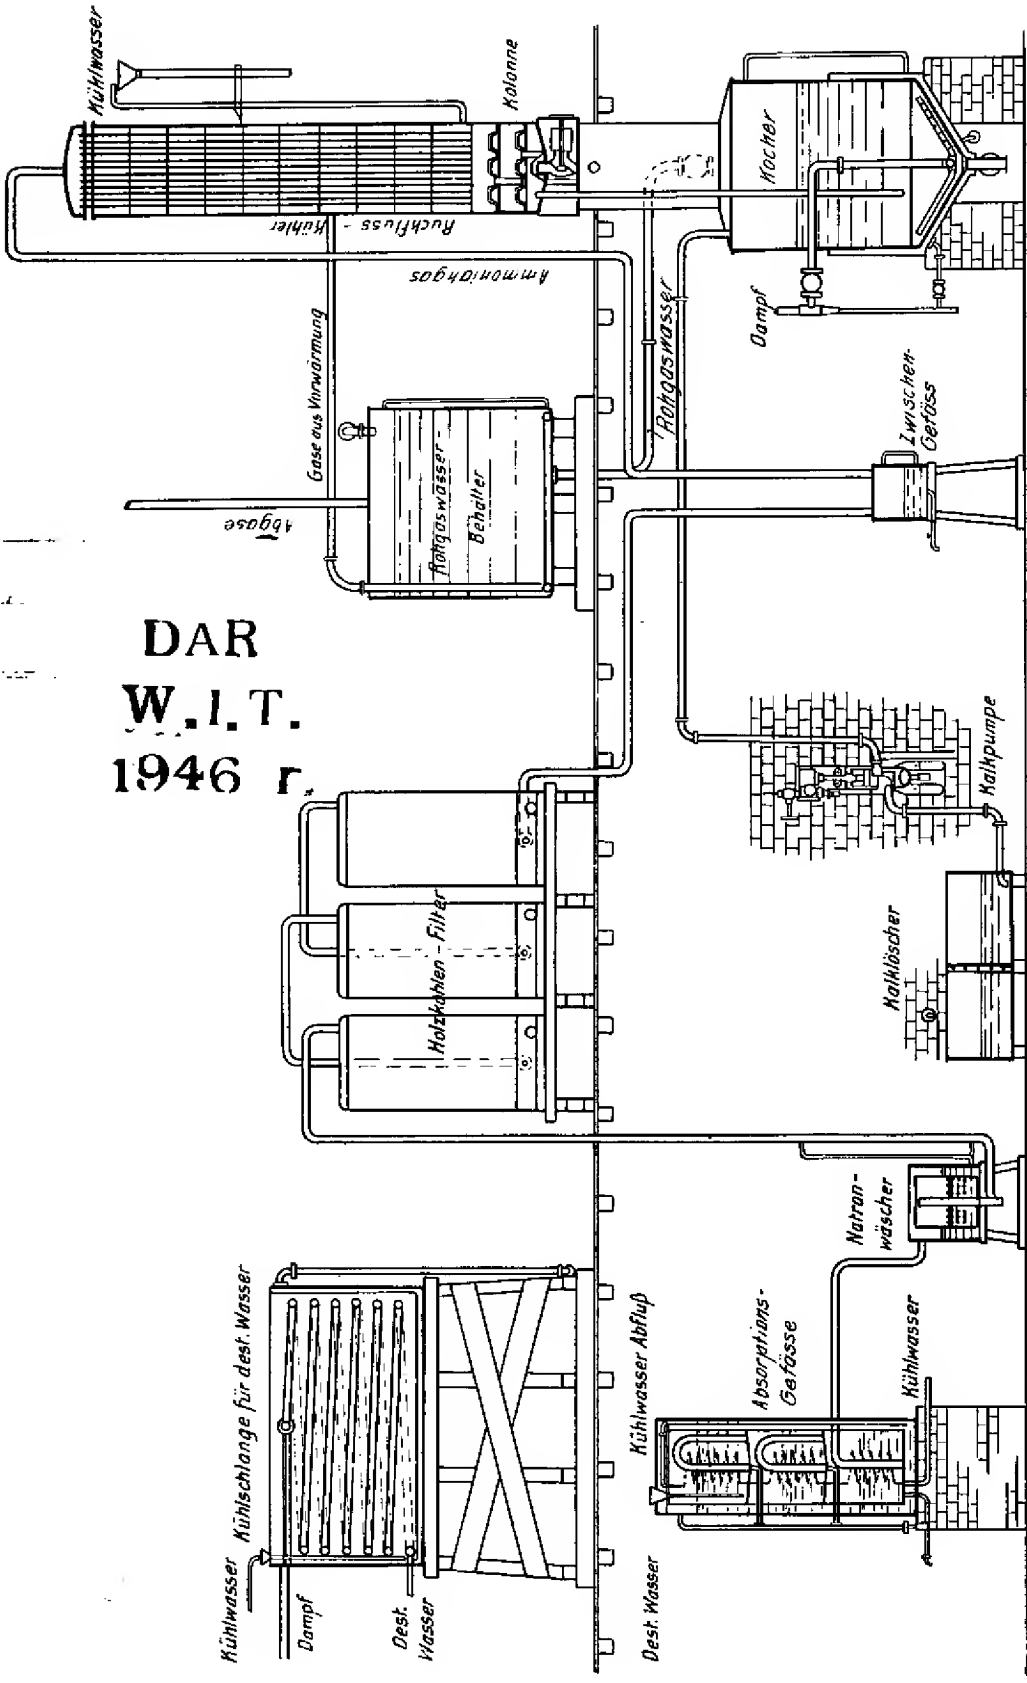 Kühlwasser
Kolonne
Kocher
Rückfluss - Kühler
Ammoniakgas
Gase aus Vorwärmung
Abgase
Rohgaswasser-
Behälter
Rohgaswasser
Dampf
Zwischen-
Gefäss
DAR
W.I.T.
1946 r.
Kalkpumpe
Holzkohlen-Filter
Kalklöscher
Natron-
wäscher
Kühlschlange für dest. Wasser
Kühlwasser
Dampf
Dest.
Wasser
Kühlwasser Abfluß
Absorptions-
Gefässe
Kühlwasser
Dest. Wasser